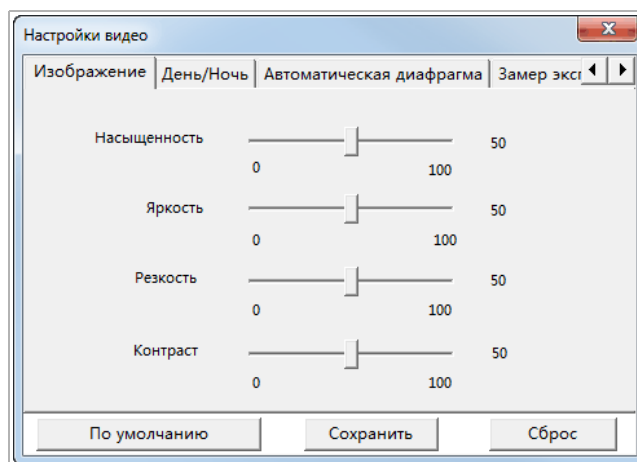 Настройки видео
Изображение День/Ночь Автоматическая диафрагма Замер
Насыщенность 50
0 100
Яркость 50
0 100
Резкость 50
0 100
Контраст 50
0 100
По умолчанию Сохранить Сброс